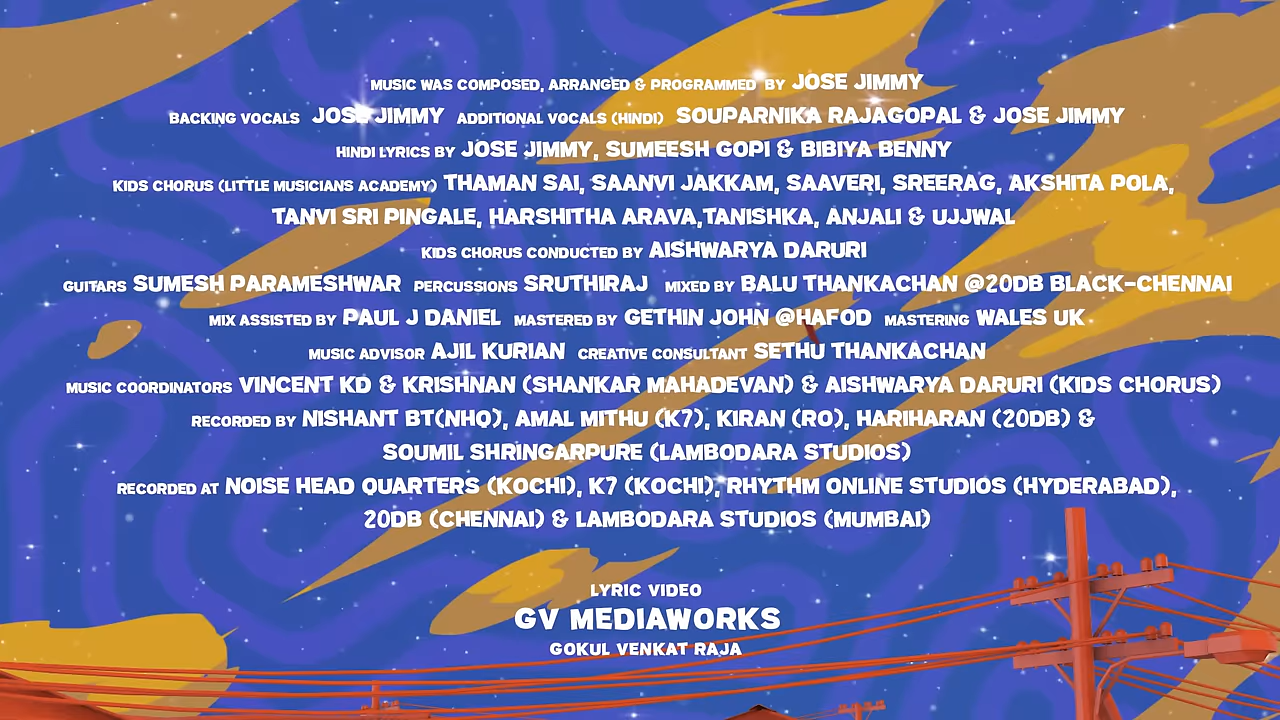 MUSIC WAS COMPOSED, ARRANGED & PROGRAMMED BY JOSE JIMMY
BACKING VOCALS JOSE JIMMY ADDITIONAL VOCALS (HINDI) SOUPARNIKA RAJAGOPAL & JOSE JIMMY
HINDI LYRICS BY JOSE JIMMY, SUMEESH GOPI & BIBIYA BENNY
KIDS CHORUS (LITTLE MUSICIANS ACADEMY) THAMAN SAI, SAANVI JAKKAM, SAAVERI, SREERAG, AKSHITA POLA,
TANVI SRI PINGALE, HARSHITHA ARAVA,TANISHKA, ANJALI & UJJWAL
KIDS CHORUS CONDUCTED BY AISHWARYA DARURI
GUITARS SUMESH PARAMESHWAR PERCUSSIONS SRUTHIRAJ MIXED BY BALU THANKACHAN @20DB BLACK-CHENNAI
MIX ASSISTED BY PAUL J DANIEL MASTERED BY GETHIN JOHN @HAFOD MASTERING WALES UK
MUSIC ADVISOR AJIL KURIAN CREATIVE CONSULTANT SETHU THANKACHAN
MUSIC COORDINATORS VINCENT KD & KRISHNAN (SHANKAR MAHADEVAN) & AISHWARYA DARURI (KIDS CHORUS)
RECORDED BY NISHANT BT(NHQ), AMAL MITHU (K7), KIRAN (RO), HARIHARAN (20DB) &
SOUMIL SHRINGARPURE (LAMBODARA STUDIOS)
RECORDED AT NOISE HEAD QUARTERS (KOCHI), K7 (KOCHI), RHYTHM ONLINE STUDIOS (HYDERABAD),
20DB (CHENNAI) & LAMBODARA STUDIOS (MUMBAI)
LYRIC VIDEO
GV MEDIAWORKS
GOKUL VENKAT RAJA